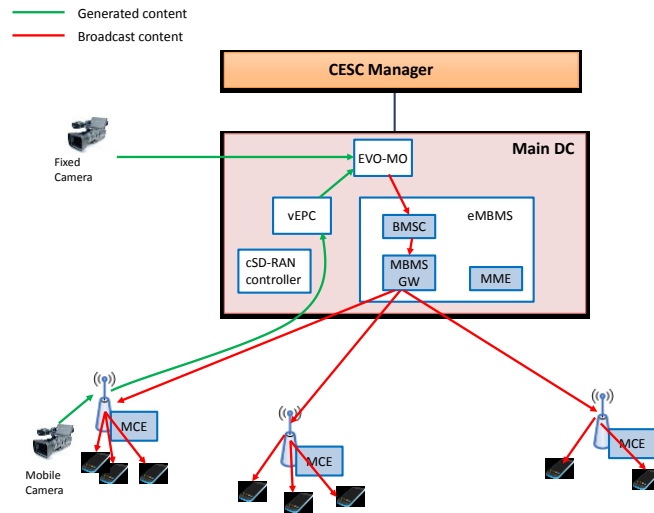 Generated content
Broadcast content
CESC Manager
Main DC
Fixed
Camera
EVO-MO
vEPC
eMBMS
BMSC
cSD-RAN
controller
MBMS
GW
MME
MCE
MCE
MCE
Mobile
Camera